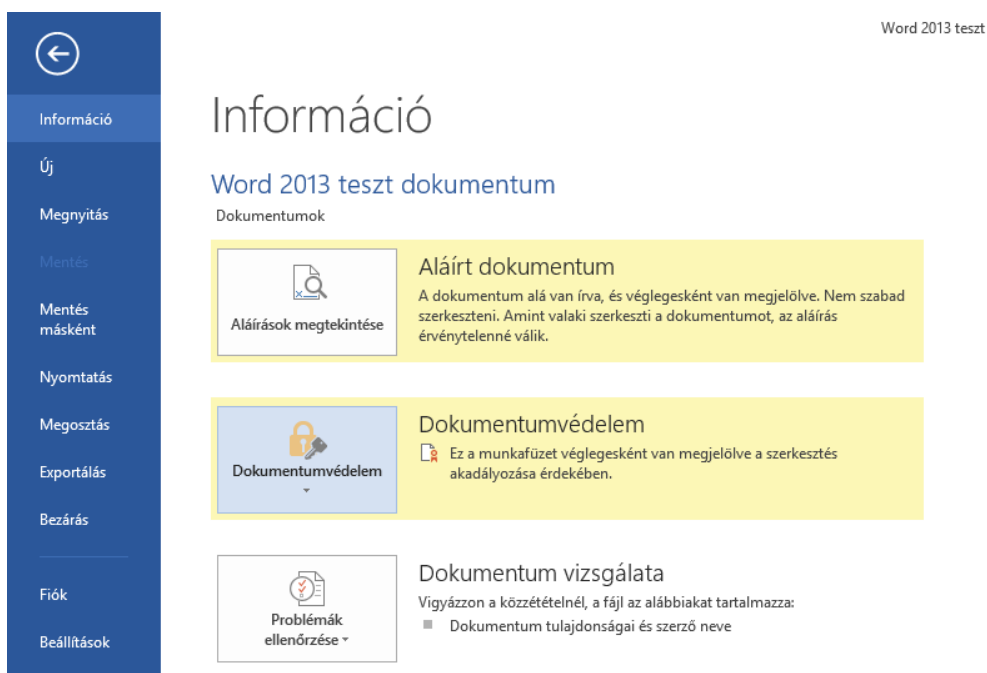 Word 2013 teszt
Információ
Új
Megnyitás
Mentés
Mentés
másként
Nyomtatás
Megosztás
Exportálás
Bezárás
Fiók
Beállítások
Információ
Word 2013 teszt dokumentum
Dokumentumok
Aláírások megtekintése
Aláírt dokumentum
A dokumentum alá van írva, és véglegesként van megjelölve. Nem szabad
szerkeszteni. Amint valaki szerkeszti a dokumentumot, az aláírás
érvénytelenné válik.
Dokumentumvédelem
Dokumentumvédelem
Ez a munkafüzet véglegesként van megjelölve a szerkesztés
akadályozása érdekében.
Problémák
ellenőrzése
Dokumentum vizsgálata
Vigyázzon a közzétételnél, a fájl az alábbiakat tartalmazza:
Dokumentum tulajdonságai és szerző neve